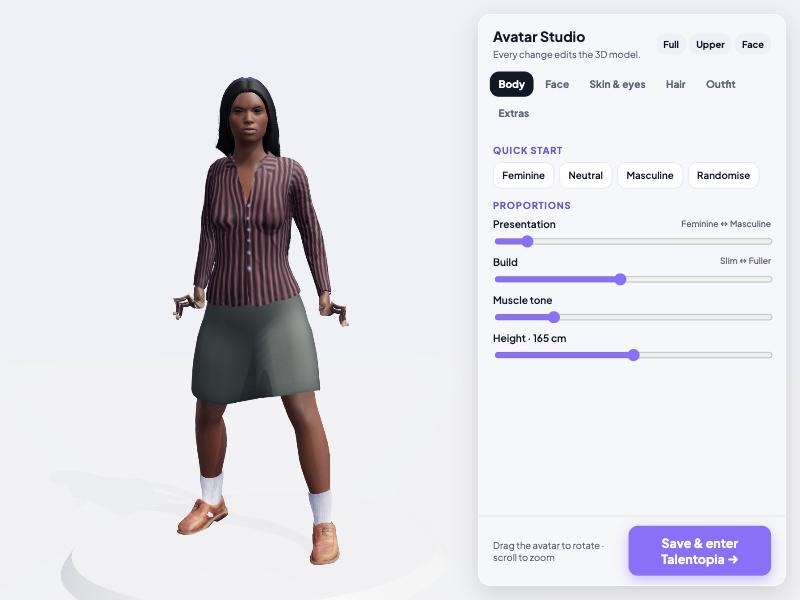 Avatar Studio
Every change edits the 3D model.
Full Upper Face
Body Face Skin & eyes Hair Outfit
Extras
QUICK START
Feminine Neutral Masculine Randomise
PROPORTIONS
Presentation Feminine ↔ Masculine
Build Slim ↔ Fuller
Muscle tone
Height · 165 cm
Drag the avatar to rotate ·
scroll to zoom
Save & enter
Talentopia →